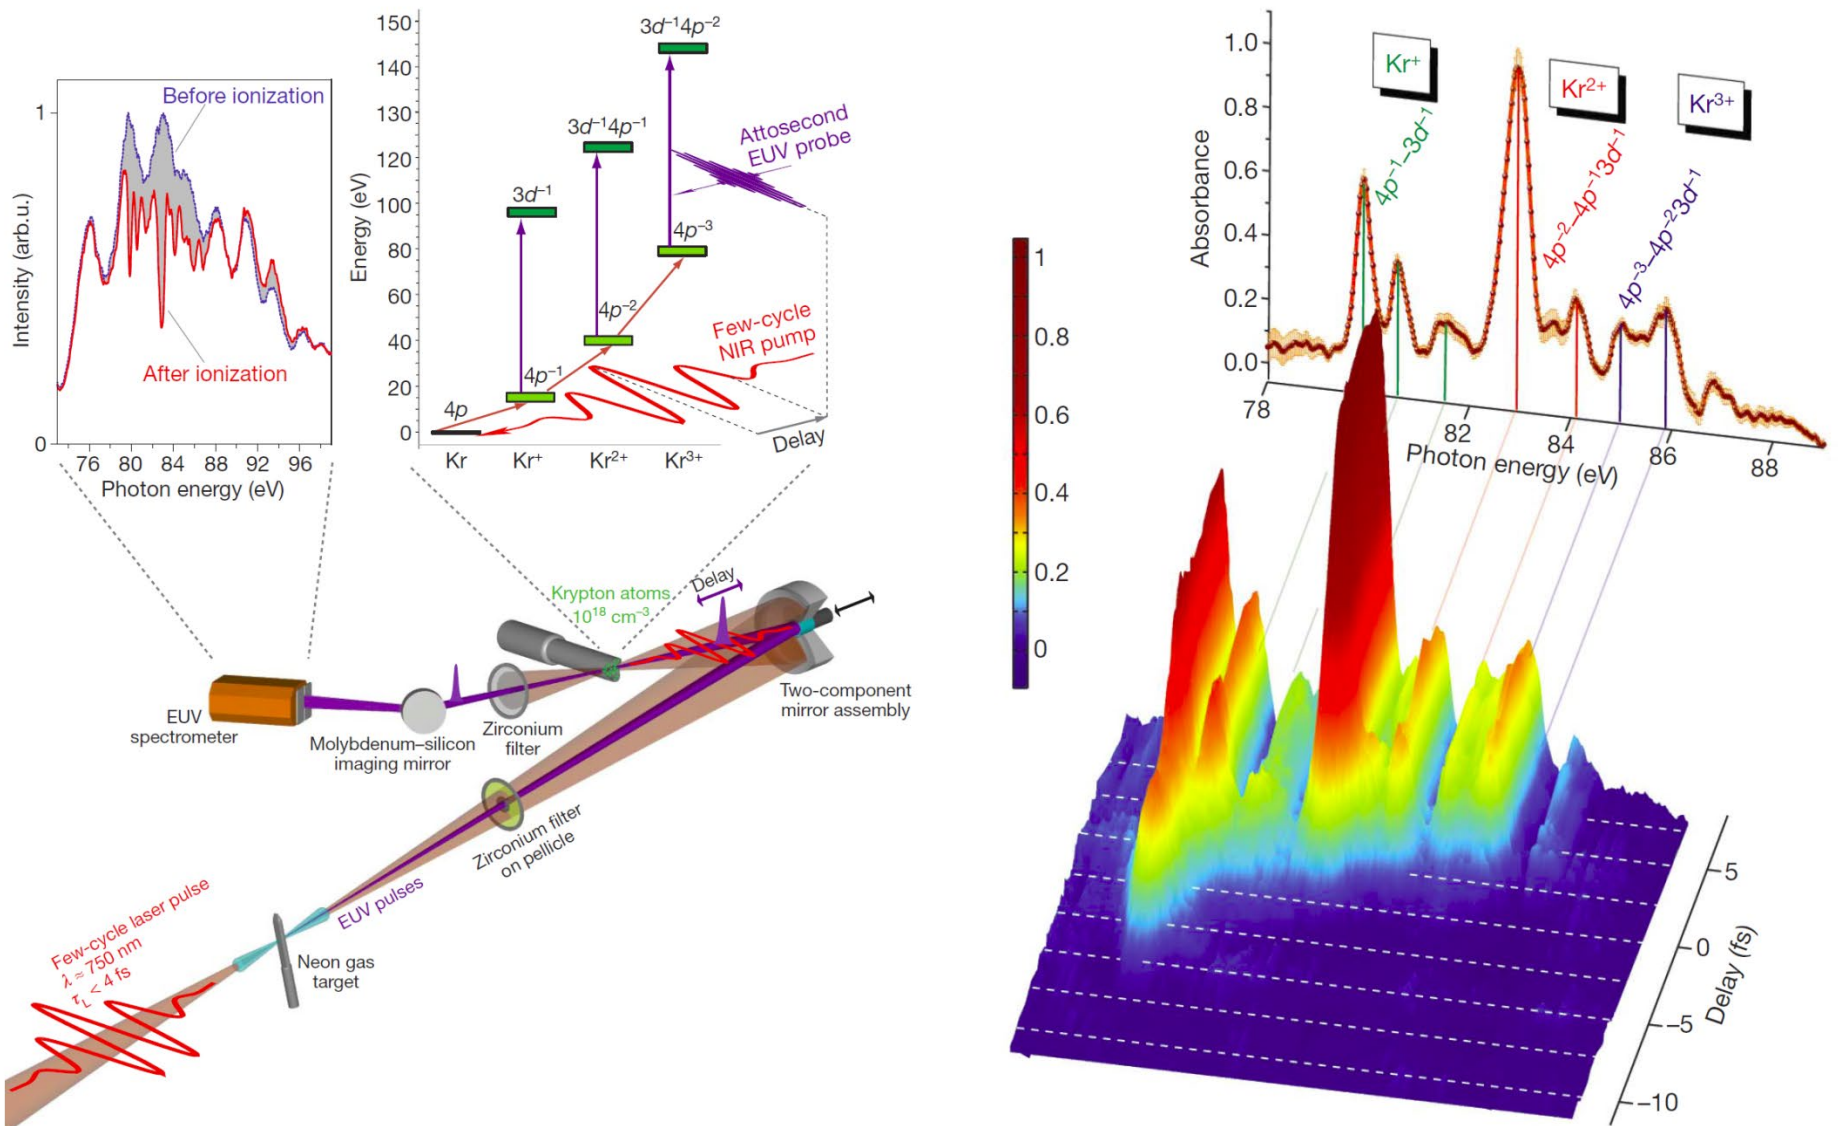 Before ionization
After ionization
Intensity (arb.u.)
1
0
76 80 84 88 92 96
Photon energy (eV)
Energy (eV)
150
140
130
120
100
80
60
40
20
0
3d⁻¹4p⁻²
3d⁻¹4p⁻¹
3d⁻¹
4p⁻³
4p⁻²
4p⁻¹
4p
Attosecond
EUV probe
Few-cycle
NIR pump
Delay
Kr Kr⁺ Kr²⁺ Kr³⁺
Krypton atoms
10¹⁸ cm⁻³
Delay
Two-component
mirror assembly
EUV
spectrometer
Molybdenum–silicon
imaging mirror
Zirconium
filter
Zirconium filter
on pellicle
EUV pulses
Neon gas
target
Few-cycle laser pulse
λ ≈ 750 nm
τL < 4 fs
Absorbance
1.0
0.8
0.6
0.4
0.2
0.0
Kr⁺
Kr²⁺
Kr³⁺
4p⁻¹–3d⁻¹
4p⁻²–4p⁻¹3d⁻¹
4p⁻³–4p⁻²3d⁻¹
78 82 84 86 88
Photon energy (eV)
1
0.8
0.6
0.4
0.2
0
5
0
–5
–10
Delay (fs)